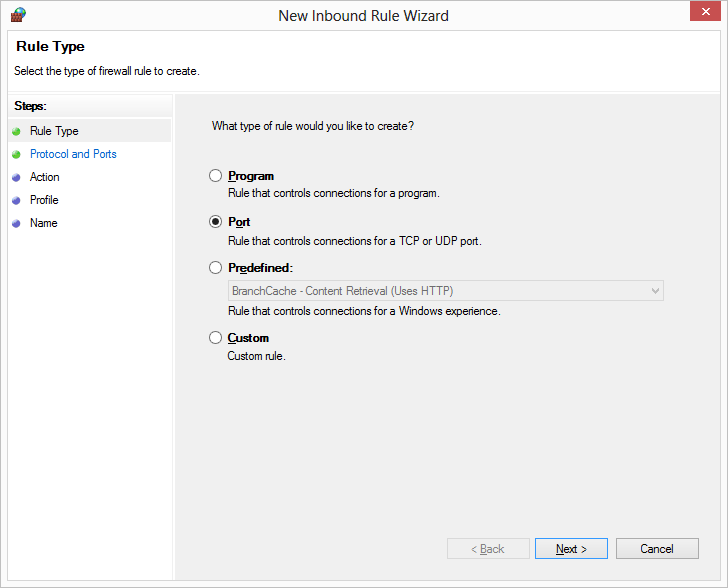 New Inbound Rule Wizard
Rule Type
Select the type of firewall rule to create.
Steps:
Rule Type
Protocol and Ports
Action
Profile
Name
What type of rule would you like to create?
Program
Rule that controls connections for a program.
Port
Rule that controls connections for a TCP or UDP port.
Predefined:
BranchCache - Content Retrieval (Uses HTTP)
Rule that controls connections for a Windows experience.
Custom
Custom rule.
< Back
Next >
Cancel